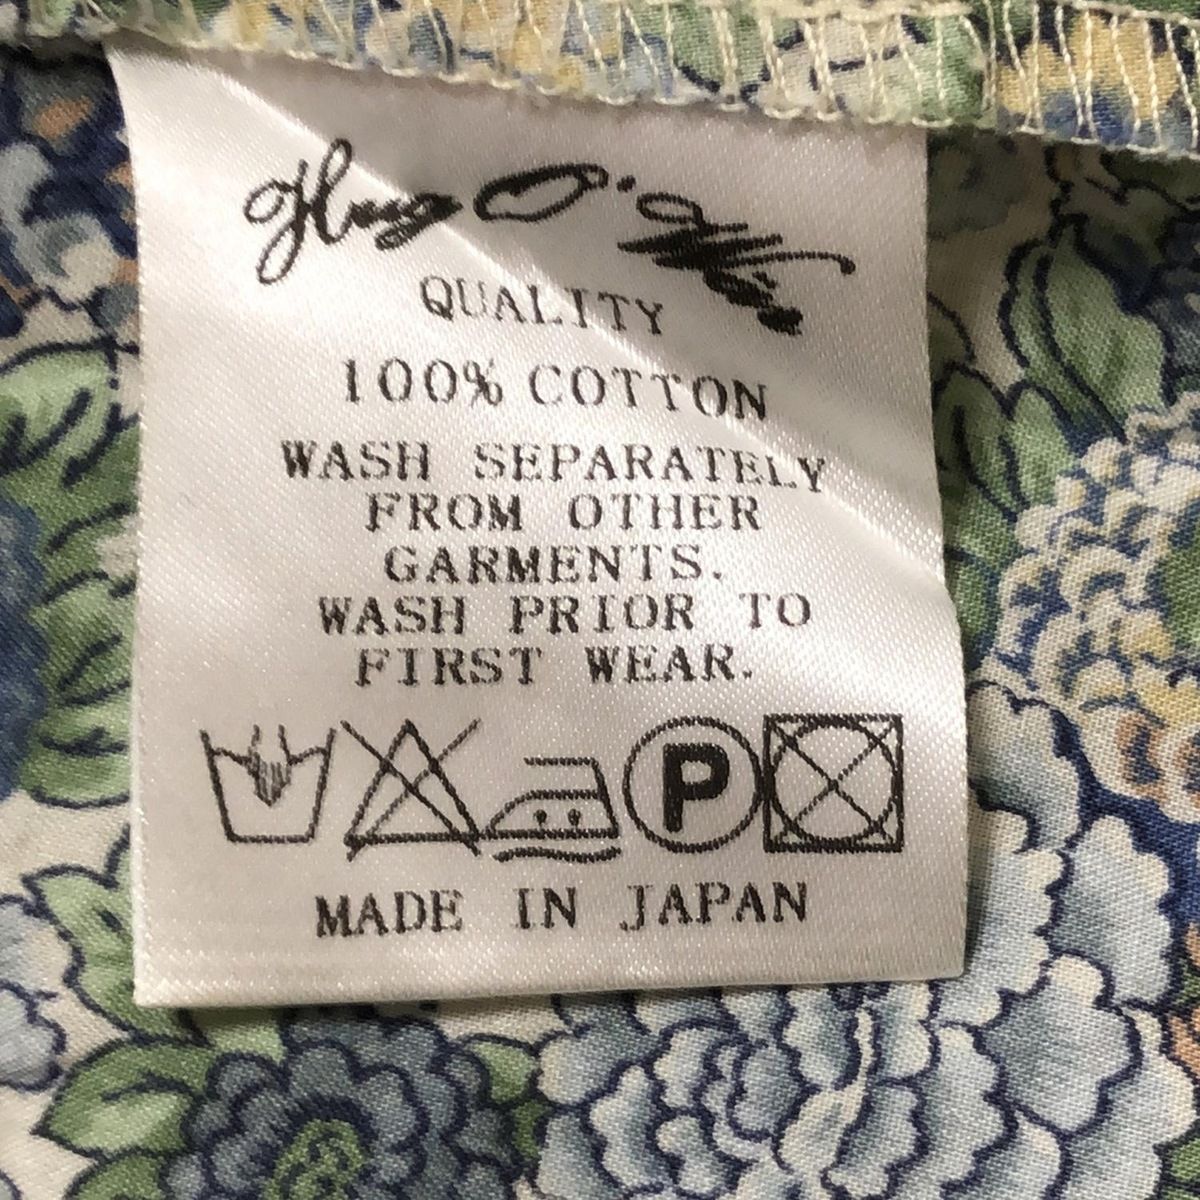 QUALITY
100% COTTON
WASH SEPARATELY
FROM OTHER
GARMENTS.
WASH PRIOR TO
FIRST WEAR.
P
MADE IN JAPAN